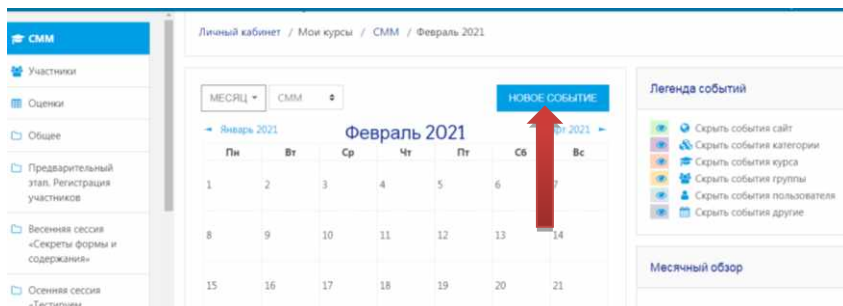 СММ
Участники
Оценки
Общее
Предварительный
этап. Регистрация
участников
Весенняя сессия
«Секреты формы и
содержания»
Осенняя сессия
«Тестируем
Личный кабинет / Мои курсы / СММ / Февраль 2021
МЕСЯЦ СММ НОВОЕ СОБЫТИЕ
Январь 2021 Февраль 2021 2021
Пн Вт Ср Чт Пт Сб Вс
1 2 3 4 5 6 7
8 9 10 11 12 13 14
15 16 17 18 19 20 21
Легенда событий
Скрыть события сайт
Скрыть события категории
Скрыть события курса
Скрыть события группы
Скрыть события пользователя
Скрыть события другие
Месячный обзор